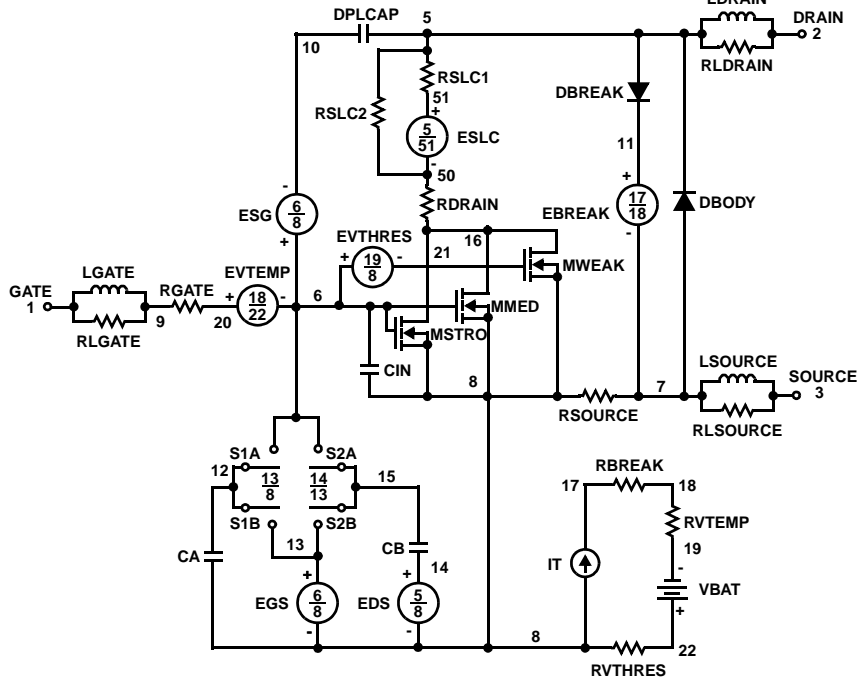 LDRAIN
DPLCAP 5 DRAIN
10 2
RLDRAIN
RSLC1
51
DBREAK
RSLC2
+
5
51
ESLC
11
-
50
-
+
RDRAIN
6
8
ESG
17
18
EBREAK
DBODY
+
EVTHRES
16
21
-
+ 19
8
-
MWEAK
LGATE
EVTEMP
GATE
1
RGATE
+ 18
22
-
6
MMED
9
20
RLGATE
MSTRO
CIN
LSOURCE
8
7
SOURCE
3
RSOURCE
RLSOURCE
S1A
S2A
12
13
8
14
13
15
RBREAK
17
18
S1B
S2B
RVTEMP
13
CB
19
CA
14
IT
-
+
+
VBAT
EGS
6
8
EDS
5
8
+
-
-
8
22
RVTHRES